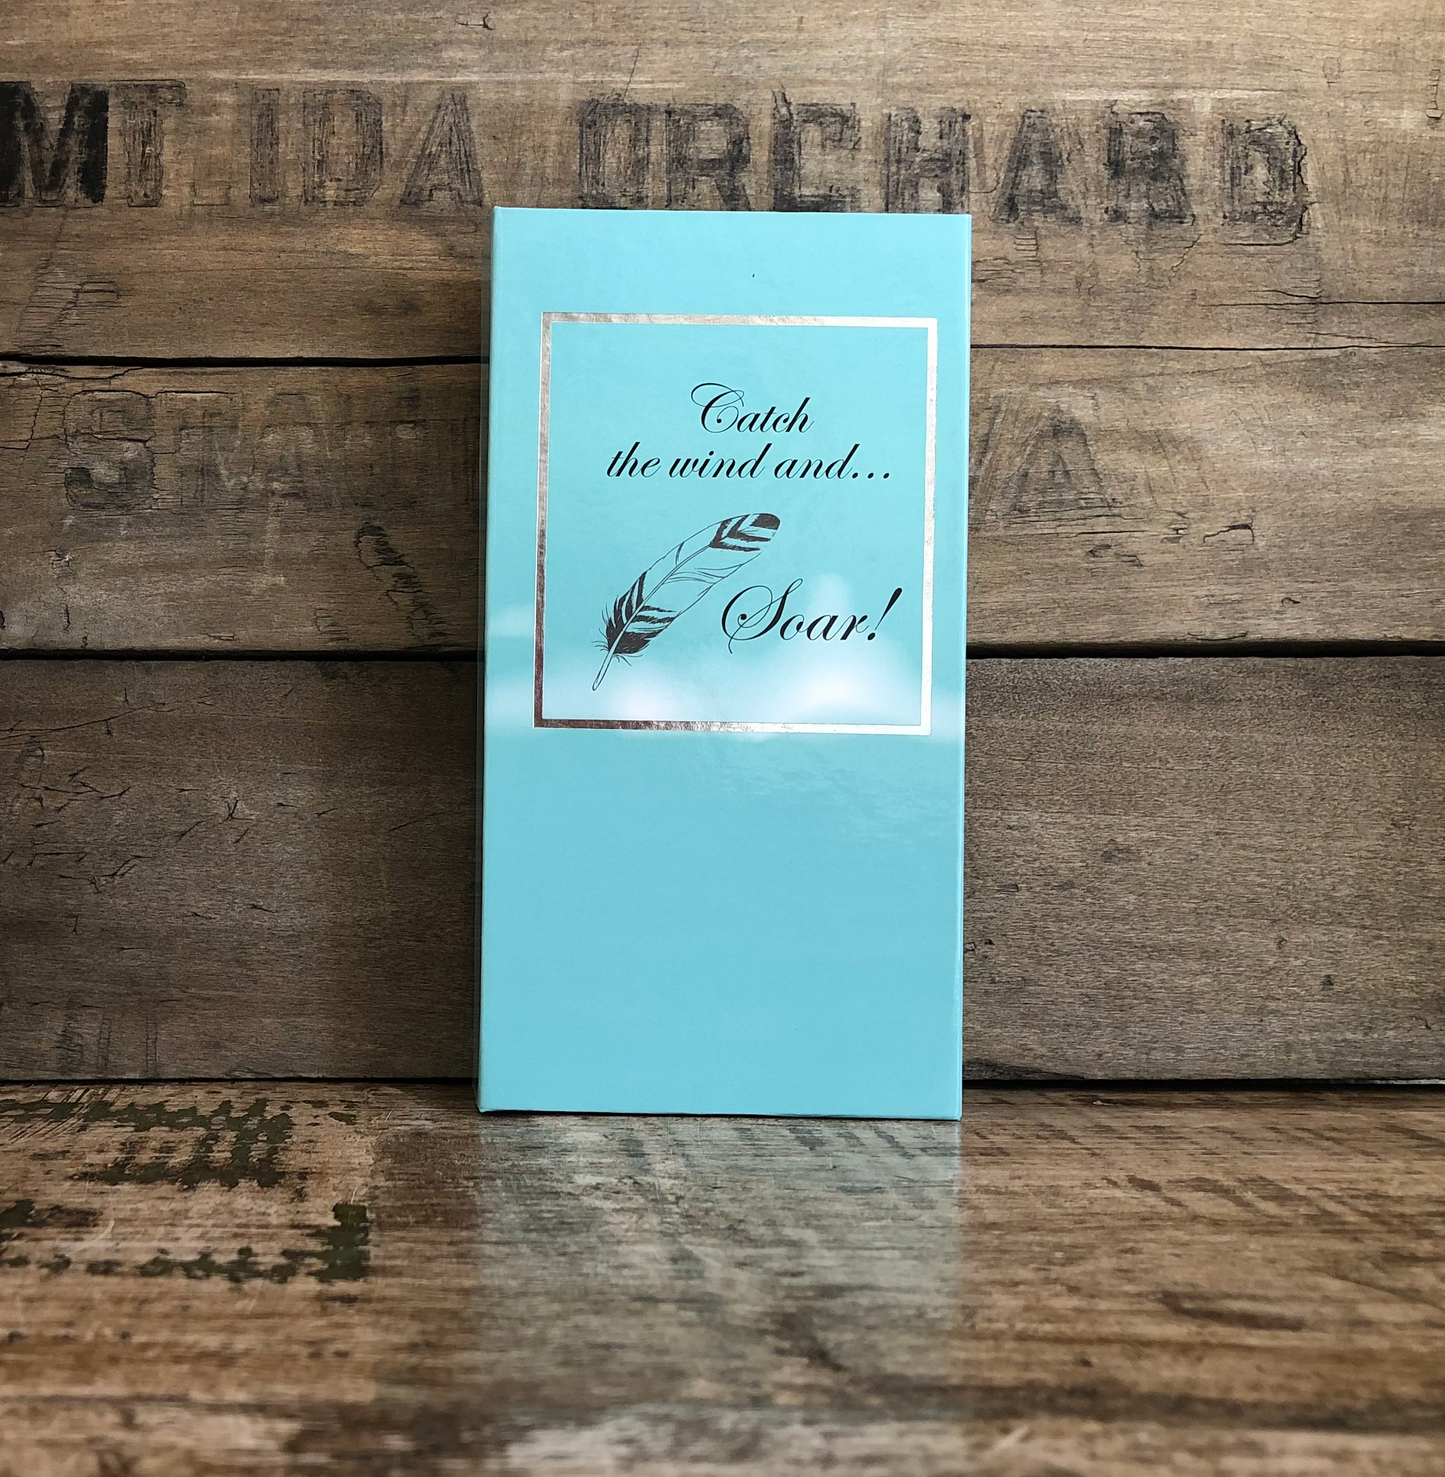 MT. IDA ORCHARD
Catch
the wind and...
Soar!